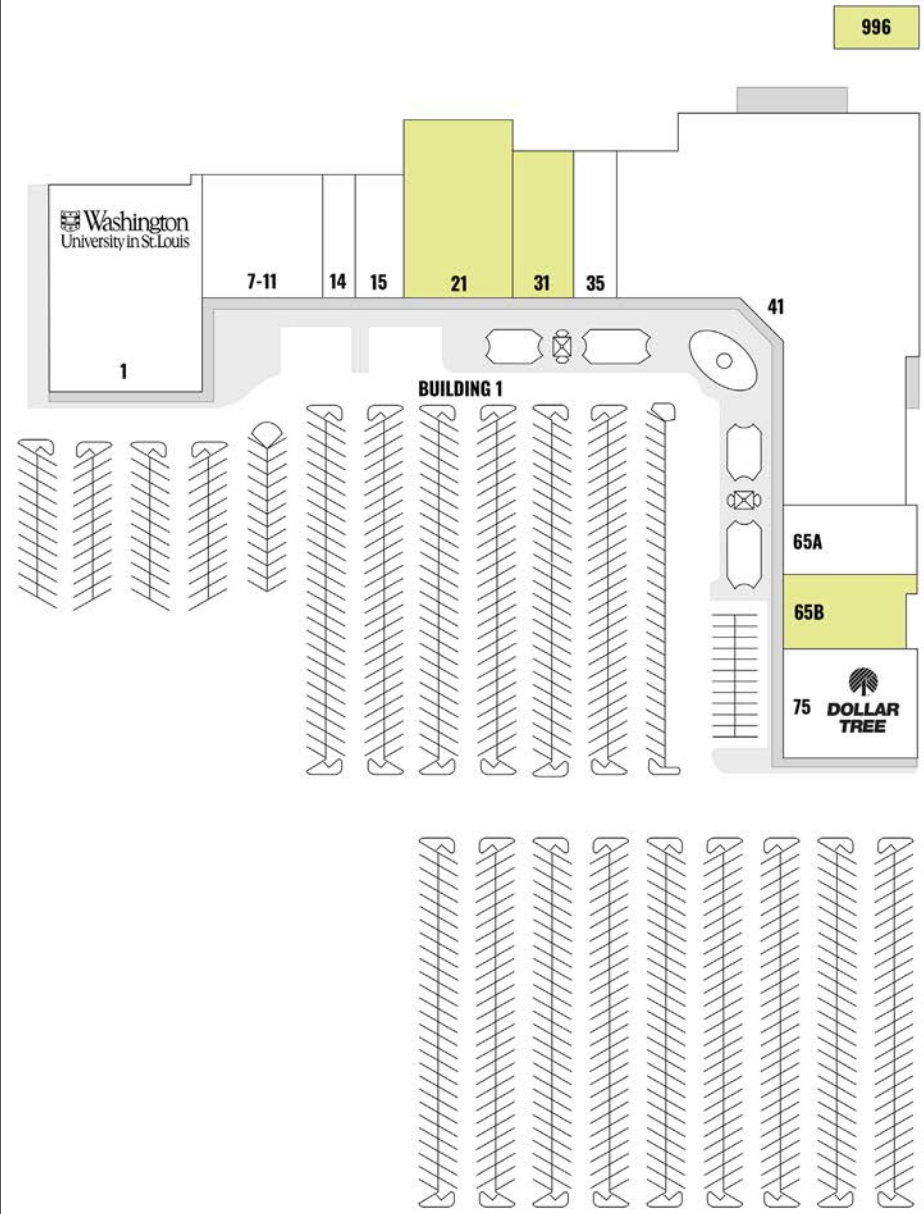 996
Washington
University in St.Louis
7-11
14
15
21
31
35
41
1
BUILDING 1
65A
65B
75
DOLLAR
TREE